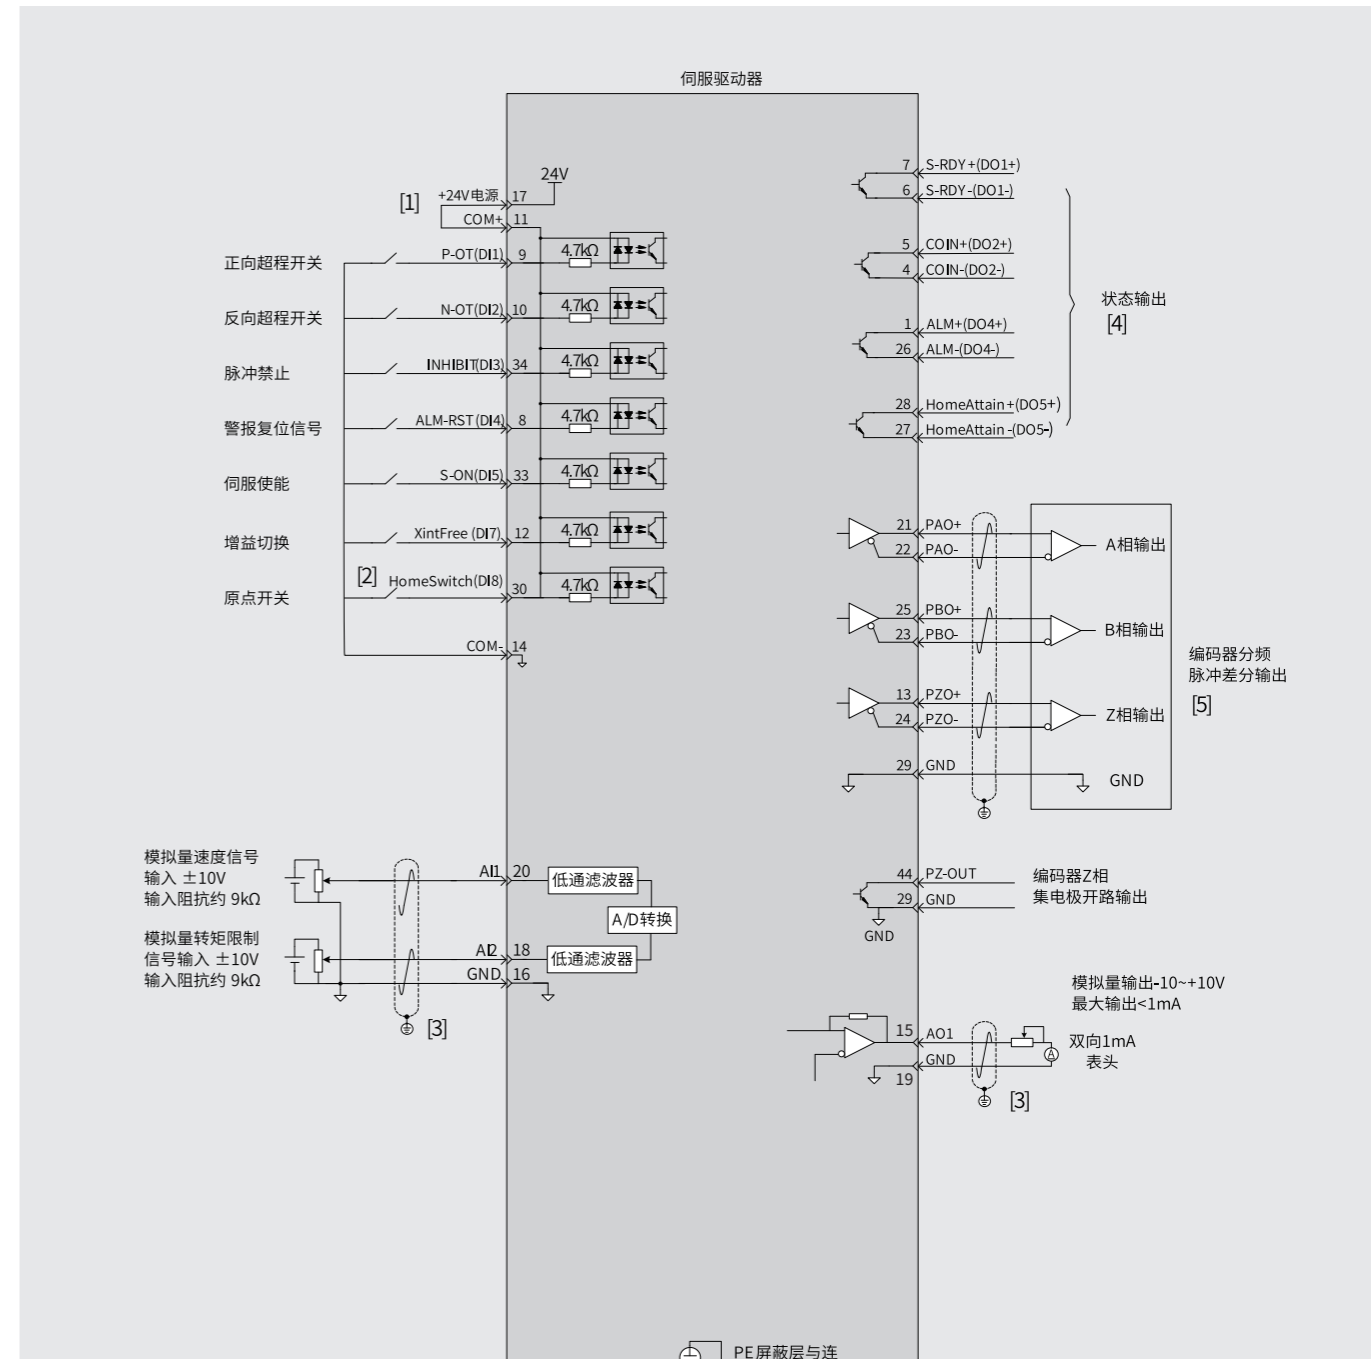 伺服驱动器
24V
[1]
+24V电源
17
COM+
11
正向超程开关
P-OT(DI1)
9
4.7kΩ
反向超程开关
N-OT(DI2)
10
4.7kΩ
脉冲禁止
INHIBIT(DI3)
34
4.7kΩ
警报复位信号
ALM-RST(DI4)
8
4.7kΩ
伺服使能
S-ON(DI5)
33
4.7kΩ
增益切换
XintFree (DI7)
12
4.7kΩ
原点开关
[2]
HomeSwitch(DI8)
30
4.7kΩ
COM-
14
7
S-RDY+(DO1+)
6
S-RDY-(DO1-)
5
COIN+(DO2+)
4
COIN-(DO2-)
1
ALM+(DO4+)
26
ALM-(DO4-)
28
HomeAttain+(DO5+)
27
HomeAttain-(DO5-)
状态输出
[4]
21
PAO+
22
PAO-
A相输出
25
PBO+
23
PBO-
B相输出
13
PZO+
24
PZO-
Z相输出
29
GND
GND
编码器分频
脉冲差分输出
[5]
模拟量速度信号
输入 ±10V
输入阻抗约 9kΩ
AI1
20
低通滤波器
A/D转换
模拟量转矩限制
信号输入 ±10V
输入阻抗约 9kΩ
AI2
18
低通滤波器
GND
16
[3]
44
PZ-OUT
29
GND
GND
编码器Z相
集电极开路输出
模拟量输出-10~+10V
最大输出<1mA
15
AO1
GND
19
A
双向1mA
表头
[3]
PE屏蔽层与连